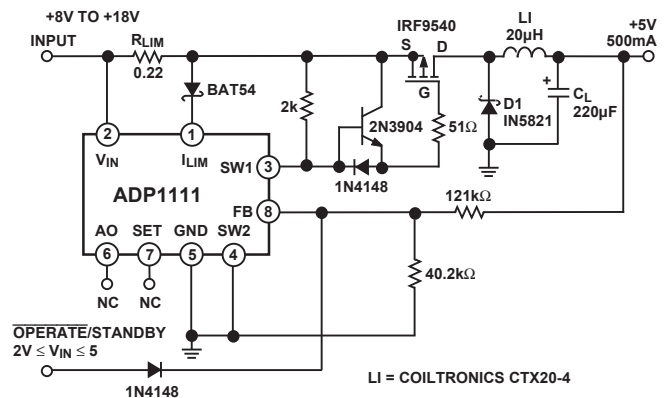 +8V TO +18V
INPUT
RLIM
0.22
BAT54
2k
IRF9540
S
D
G
LI
20µH
+5V
500mA
2N3904
51Ω
D1
IN5821
+
CL
220µF
2
VIN
1
ILIM
SW1
3
1N4148
ADP1111
FB
8
121kΩ
AO
SET
GND
SW2
6
7
5
4
40.2kΩ
NC
NC
OPERATE/STANDBY
2V ≤ VIN ≤ 5
1N4148
LI = COILTRONICS CTX20-4